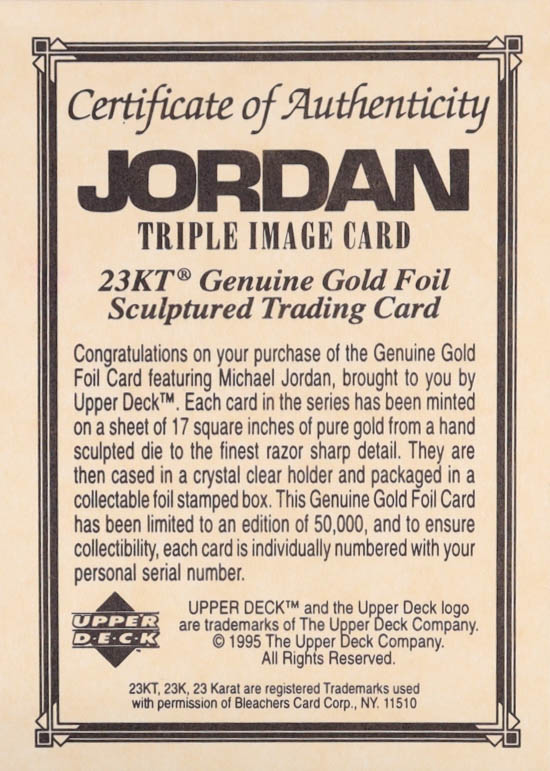 Certificate of Authenticity
JORDAN
TRIPLE IMAGE CARD
23KT® Genuine Gold Foil
Sculptured Trading Card
Congratulations on your purchase of the Genuine Gold
Foil Card featuring Michael Jordan, brought to you by
Upper Deck™. Each card in the series has been minted
on a sheet of 17 square inches of pure gold from a hand
sculpted die to the finest razor sharp detail. They are
then cased in a crystal clear holder and packaged in a
collectable foil stamped box. This Genuine Gold Foil Card
has been limited to an edition of 50,000, and to ensure
collectibility, each card is individually numbered with your
personal serial number.
UPPER
D·E·C·K
™
UPPER DECK™ and the Upper Deck logo
are trademarks of The Upper Deck Company.
© 1995 The Upper Deck Company.
All Rights Reserved.
23KT, 23K, 23 Karat are registered Trademarks used
with permission of Bleachers Card Corp., NY. 11510